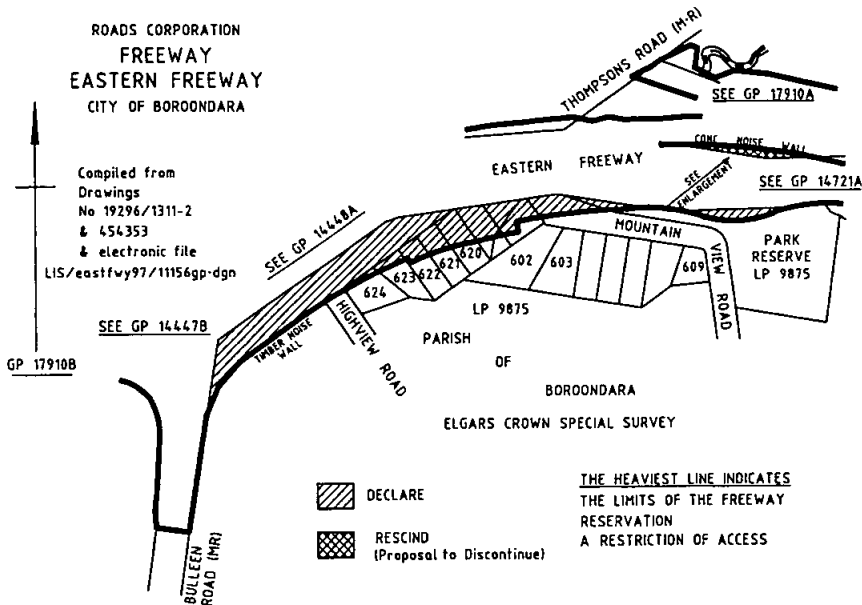 ROADS CORPORATION
FREEWAY
EASTERN FREEWAY
CITY OF BOROONDARA
THOMPSONS ROAD (M·R)
SEE GP 17910A
CONC NOISE WALL
EASTERN FREEWAY
SEE
ENLARGEMENT
SEE GP 14721A
Compiled from
Drawings
No 19296/1311-2
& 454353
& electronic file
LIS/eastfwy97/11156gp·dgn
SEE GP 14448A
MOUNTAIN
VIEW ROAD
PARK
RESERVE
LP 9875
624
623
622
621
620
602
603
609
LP 9875
SEE GP 14447B
TIMBER NOISE
WALL
HIGHVIEW ROAD
GP 17910B
PARISH
OF
BOROONDARA
ELGARS CROWN SPECIAL SURVEY
DECLARE
RESCIND
(Proposal to Discontinue)
THE HEAVIEST LINE INDICATES
THE LIMITS OF THE FREEWAY
RESERVATION
A RESTRICTION OF ACCESS
BULLEEN
ROAD (MR)